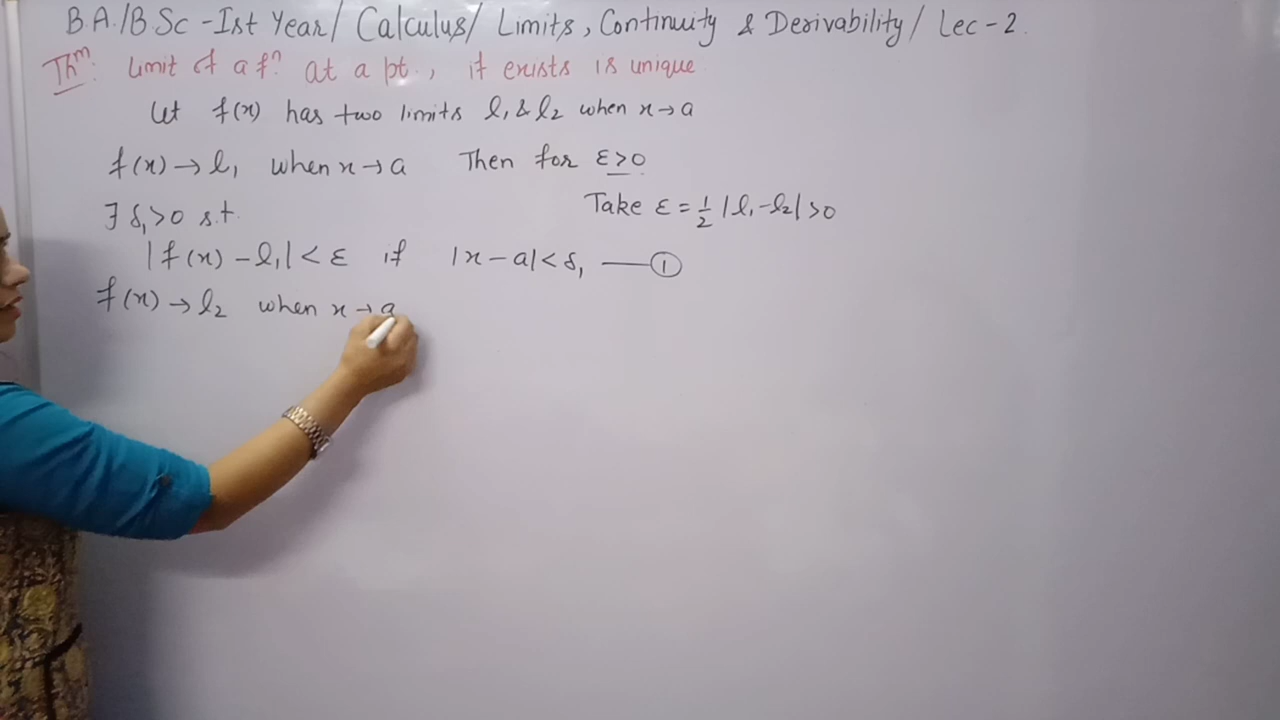 B.A./B.Sc - Ist Year/ Calculus/ Limits, Continuity & Derivability/ Lec-2
Thm: Limit of a fn at a pt., if exists is unique
Let f(x) has two limits l1 & l2 when x→a
f(x) → l1 when x→a Then for ε>0
Take ε = 1/2 |l1-l2| >0
∃ δ1>0 s.t.
|f(x) - l1| < ε if |x-a| < δ1 —— ①
f(x) → l2 when x→a